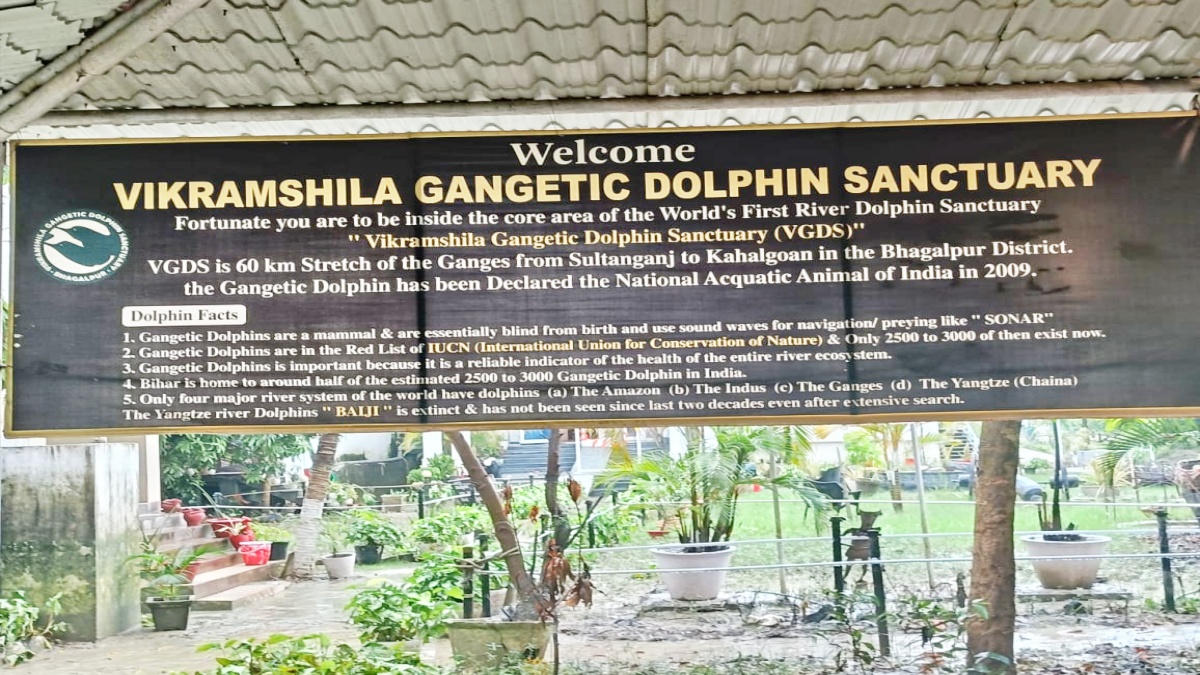 Welcome
VIKRAMSHILA GANGETIC DOLPHIN SANCTUARY
Fortunate you are to be inside the core area of the World's First River Dolphin Sanctuary
" Vikramshila Gangetic Dolphin Sanctuary (VGDS)"
VGDS is 60 km Stretch of the Ganges from Sultanganj to Kahalgoan in the Bhagalpur District.
the Gangetic Dolphin has been Declared the National Acquatic Animal of India in 2009.
VIKRAMSHILA GANGETIC DOLPHIN SANCTUARY
BHAGALPUR
Dolphin Facts
1. Gangetic Dolphins are a mammal & are essentially blind from birth and use sound waves for navigation/ preying like " SONAR"
2. Gangetic Dolphins are in the Red List of IUCN (International Union for Conservation of Nature) & Only 2500 to 3000 of then exist now.
3. Gangetic Dolphins is important because it is a reliable indicator of the health of the entire river ecosystem.
4. Bihar is home to around half of the estimated 2500 to 3000 Gangetic Dolphin in India.
5. Only four major river system of the world have dolphins (a) The Amazon (b) The Indus (c) The Ganges (d) The Yangtze (Chaina)
The Yangtze river Dolphins " BAIJI " is extinct & has not been seen since last two decades even after extensive search.